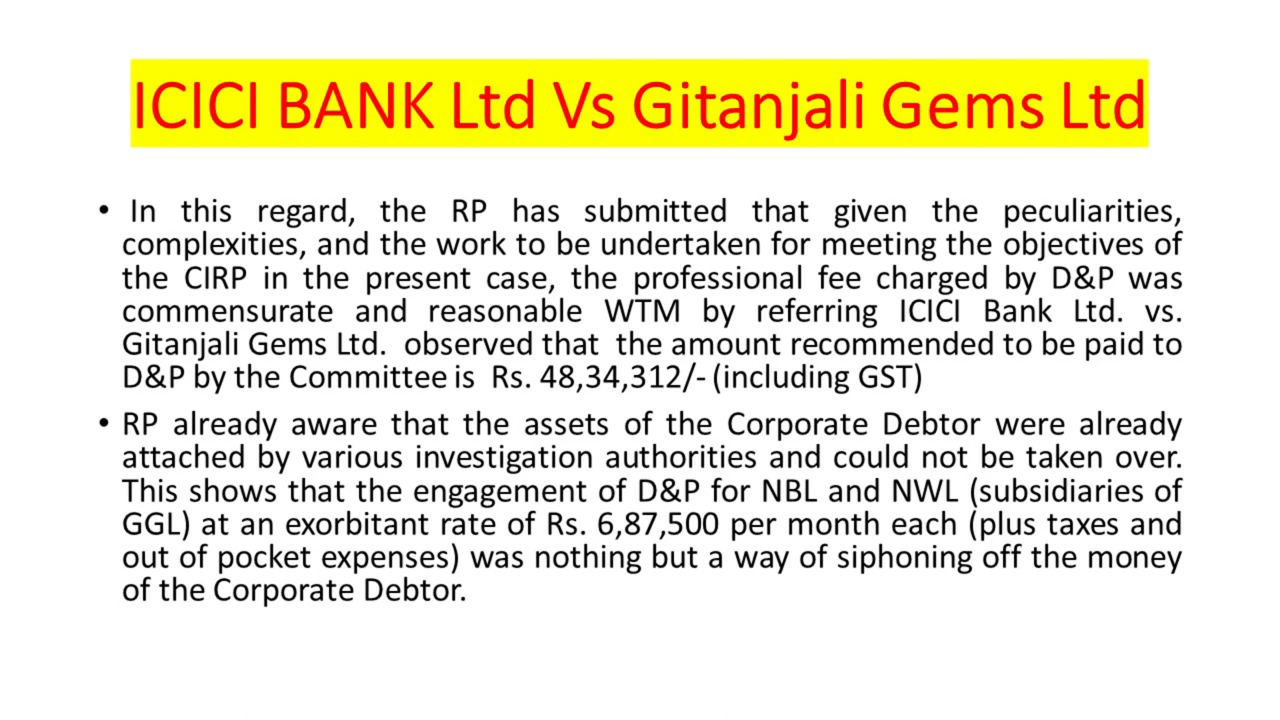 ICICI BANK Ltd Vs Gitanjali Gems Ltd
• In this regard, the RP has submitted that given the peculiarities,
complexities, and the work to be undertaken for meeting the objectives of
the CIRP in the present case, the professional fee charged by D&P was
commensurate and reasonable WTM by referring ICICI Bank Ltd. vs.
Gitanjali Gems Ltd. observed that the amount recommended to be paid to
D&P by the Committee is Rs. 48,34,312/- (including GST)
• RP already aware that the assets of the Corporate Debtor were already
attached by various investigation authorities and could not be taken over.
This shows that the engagement of D&P for NBL and NWL (subsidiaries of
GGL) at an exorbitant rate of Rs. 6,87,500 per month each (plus taxes and
out of pocket expenses) was nothing but a way of siphoning off the money
of the Corporate Debtor.